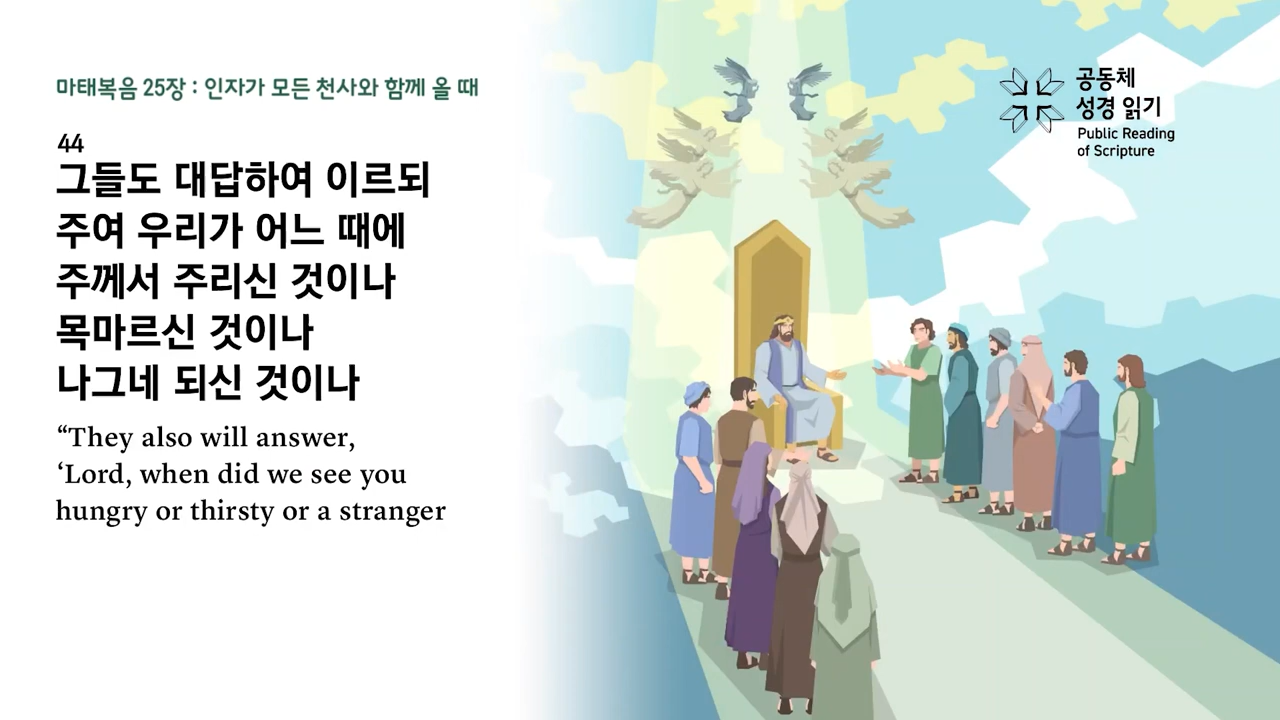 마태복음 25장 : 인자가 모든 천사와 함께 올 때
44
그들도 대답하여 이르되
주여 우리가 어느 때에
주께서 주리신 것이나
목마르신 것이나
나그네 되신 것이나
“They also will answer,
‘Lord, when did we see you
hungry or thirsty or a stranger
공동체
성경 읽기
Public Reading
of Scripture